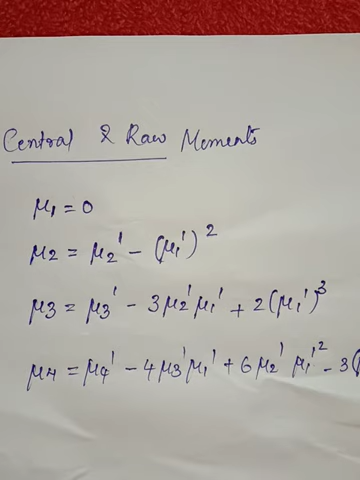 Central & Raw Moments
μ1 = 0
μ2 = μ2' - (μ1')²
μ3 = μ3' - 3μ2'μ1' + 2(μ1')³
μ4 = μ4' - 4μ3'μ1' + 6μ2' μ1'² - 3(